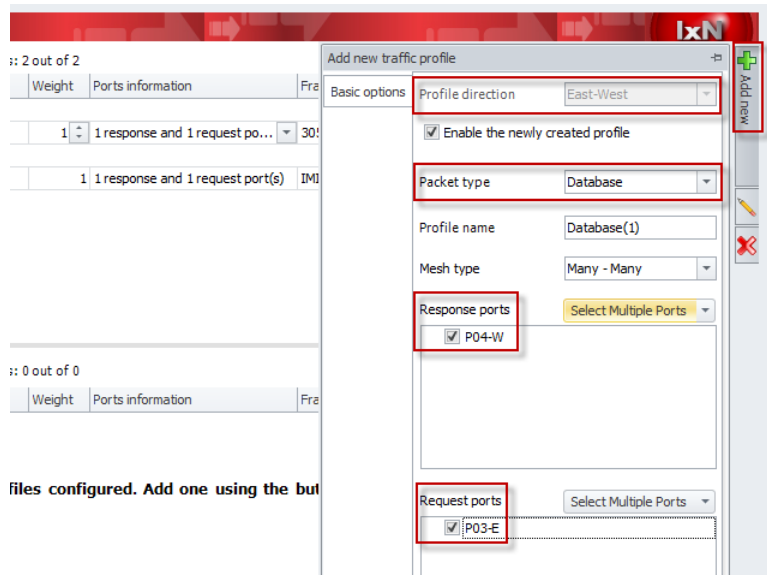 IxN
s: 2 out of 2
Weight Ports information Fra
1 1 response and 1 request po... 305
1 1 response and 1 request port(s) IMI
s: 0 out of 0
Weight Ports information Fra
files configured. Add one using the but
Add new traffic profile
Basic options
Profile direction East-West
Enable the newly created profile
Packet type Database
Profile name Database(1)
Mesh type Many - Many
Response ports Select Multiple Ports
P04-W
Request ports Select Multiple Ports
P03-E
Add new